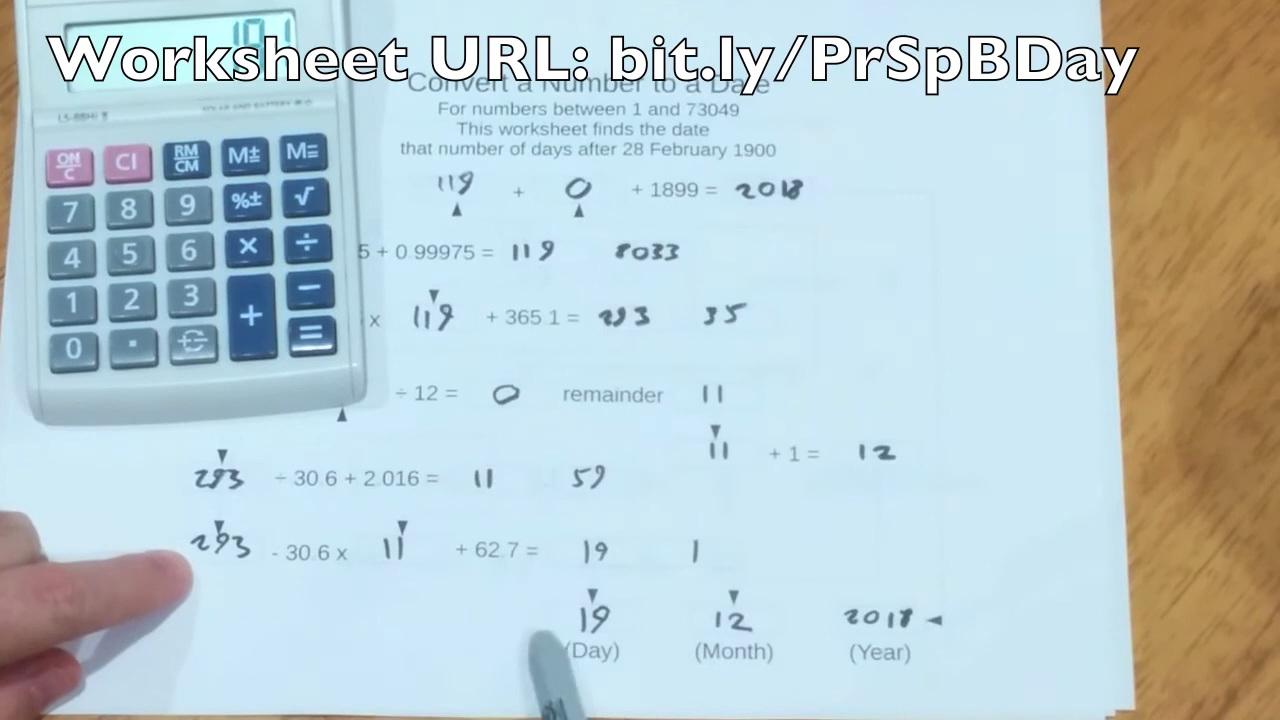 101
Worksheet URL: bit.ly/PrSpBDay
Convert a Number to a Date
For numbers between 1 and 73049
This worksheet finds the date
that number of days after 28 February 1900
ON/C CI RM/CM M± M=
7 8 9 %± √
4 5 6 × ÷
1 2 3 + −
0 . =
119 + 0 + 1899 = 2018
5 + 0.99975 = 119 8033
x 119 + 365.1 = 293 35
÷ 12 = 0 remainder 11
11 + 1 = 12
293 ÷ 30.6 + 2.016 = 11 59
293 - 30.6 x 11 + 62.7 = 19 1
19 12 2018
(Day) (Month) (Year)